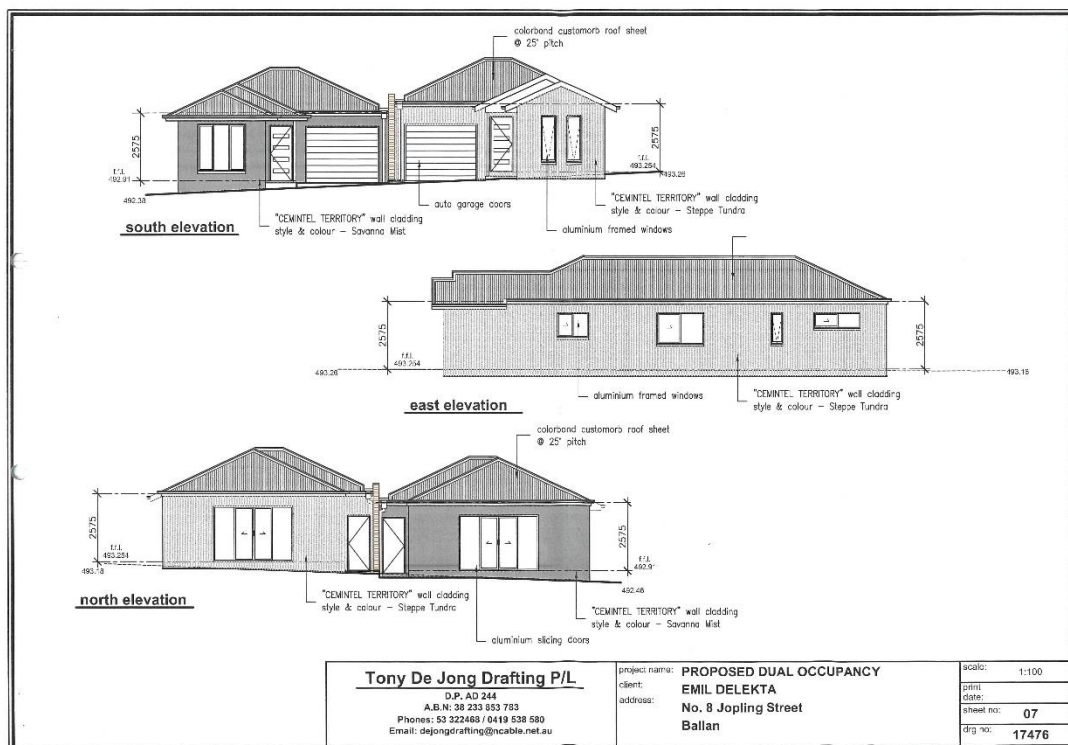 colorbond customorb roof sheet
@ 25° pitch
2575
f.f.l.
492.91
492.38
2575
f.f.l.
493.254
493.26
auto garage doors
"CEMINTEL TERRITORY" wall cladding
style & colour – Savanna Mist
"CEMINTEL TERRITORY" wall cladding
style & colour – Steppe Tundra
aluminium framed windows
south elevation
2575
f.f.l.
493.254
493.26
2575
493.16
aluminium framed windows
"CEMINTEL TERRITORY" wall cladding
style & colour – Steppe Tundra
east elevation
colorbond customorb roof sheet
@ 25° pitch
2575
f.f.l.
493.254
493.18
2575
f.f.l.
492.9
492.46
"CEMINTEL TERRITORY" wall cladding
style & colour – Steppe Tundra
"CEMINTEL TERRITORY" wall cladding
style & colour – Savanna Mist
aluminium slicing doors
north elevation
Tony De Jong Drafting P/L
D.P. AD 244
A.B.N: 38 233 853 783
Phones: 53 322468 / 0419 538 580
Email: dejongdrafting@ncable.net.au
project name: PROPOSED DUAL OCCUPANCY
client: EMIL DELEKTA
address: No. 8 Jopling Street
Ballan
scale: 1:100
print
date:
sheet no: 07
drg no: 17476